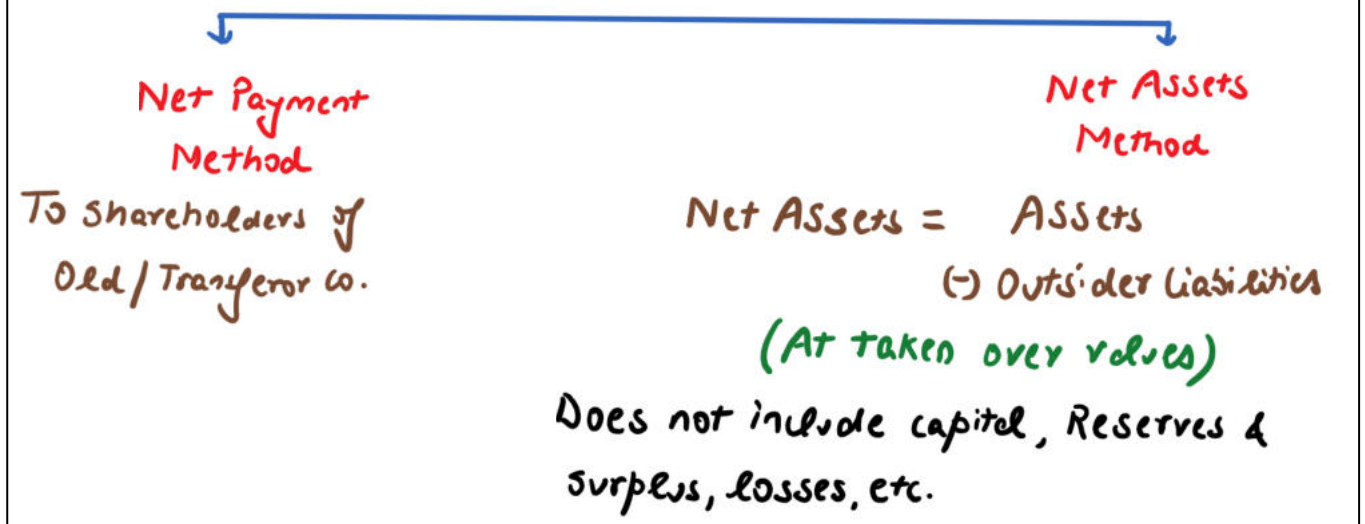 Net Payment
Method
To shareholders of
Old/Transferor co.
Net Assets
Method
Net Assets = Assets
(-) Outsider liabilities
(At taken over values)
Does not include capital, Reserves &
surplus, losses, etc.